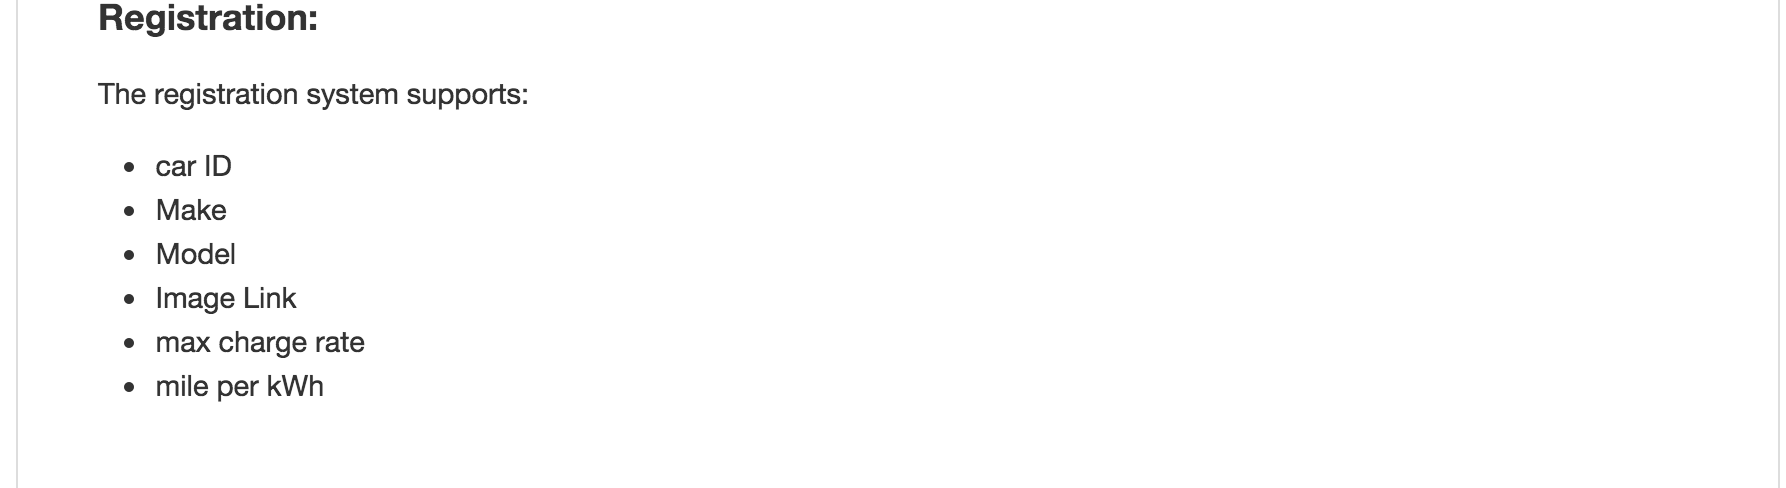 Registration:
The registration system supports:
• car ID
• Make
• Model
• Image Link
• max charge rate
• mile per kWh